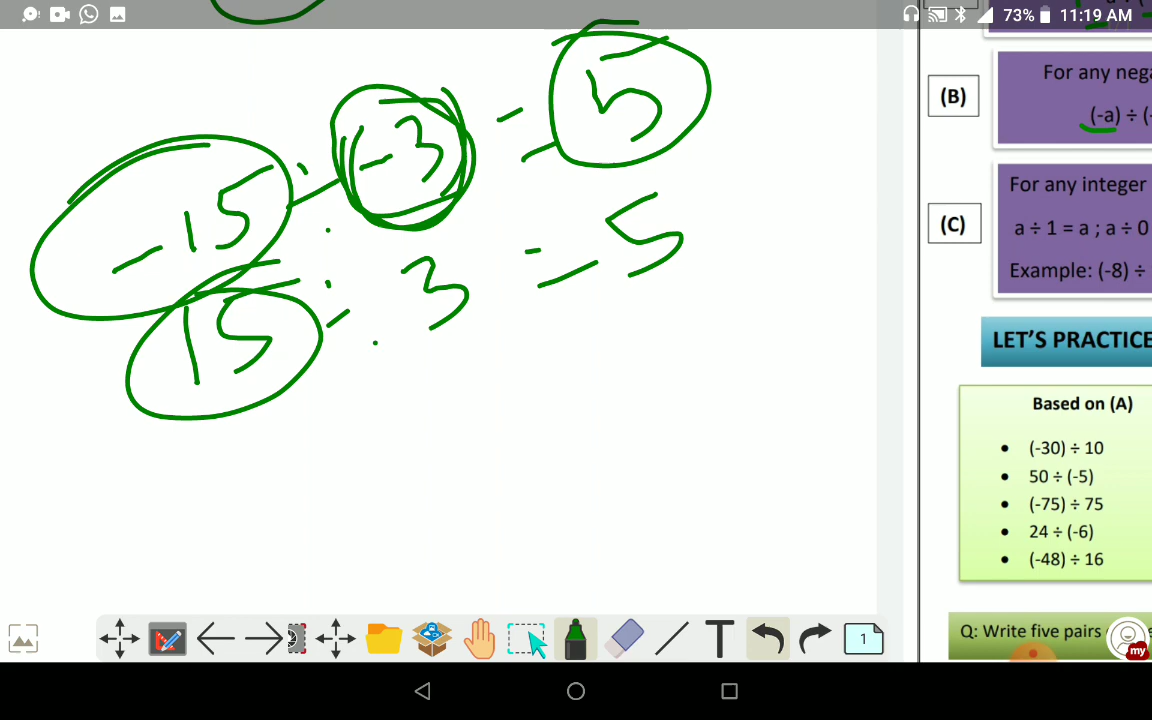 73% 11:19 AM
-15 ÷ (-3) = 5
15 ÷ 3 = 5
(B)
For any nega
(-a) ÷ (-
(C)
For any integer
a ÷ 1 = a ; a ÷ 0
Example: (-8) ÷
LET'S PRACTICE
Based on (A)
• (-30) ÷ 10
• 50 ÷ (-5)
• (-75) ÷ 75
• 24 ÷ (-6)
• (-48) ÷ 16
Q: Write five pairs
my
T
1